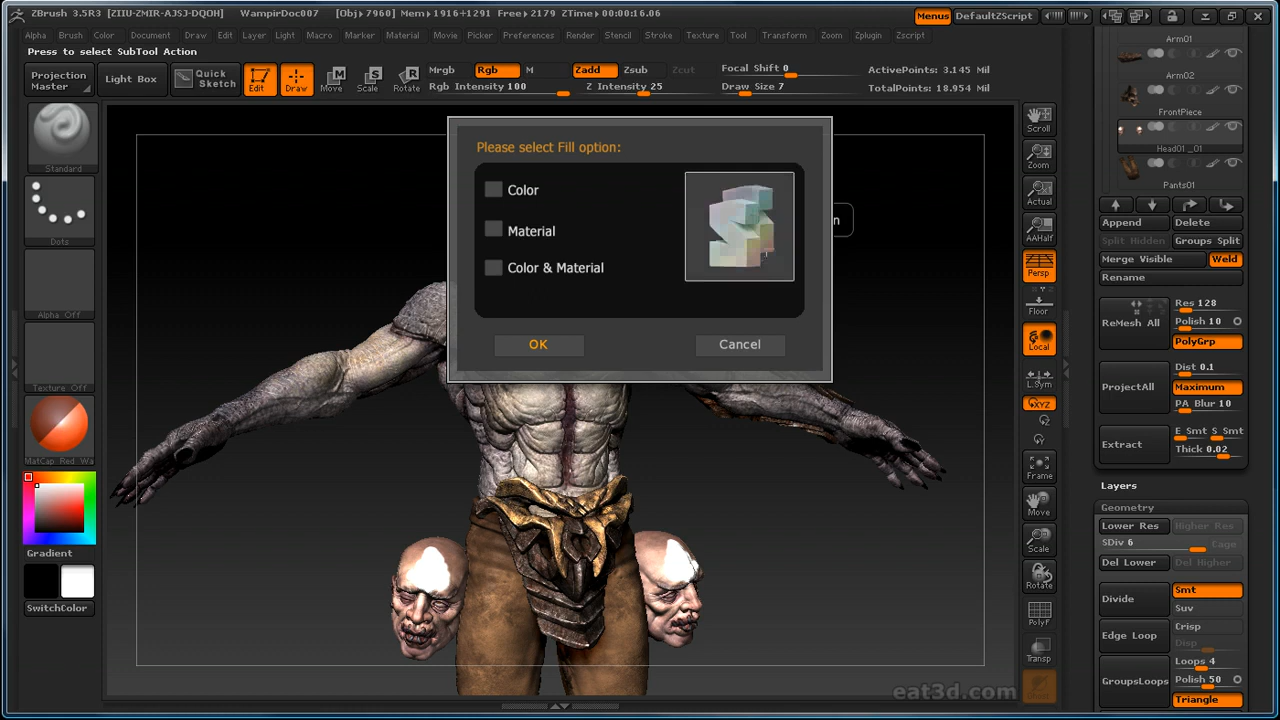 ZBrush 3.5R3 [ZIIU-ZMIR-AJSJ-DQOH] WampirDoc007 [Obj+7960] Mem+1916+1291 Free+2179 ZTime+00:00:16.06
Menus DefaultZScript
Alpha Brush Color Document Draw Edit Layer Light Macro Marker Material Movie Picker Preferences Render Stencil Stroke Texture Tool Transform Zoom Zplugin Zscript
Press to select SubTool Action
Projection Master
Light Box
Quick Sketch
Edit
Draw
Move
Scale
Rotate
Mrgb Rgb M
Rgb Intensity 100
Zadd Zsub Zcut
Z Intensity 25
Focal Shift 0
Draw Size 7
ActivePoints: 3.145 Mil
TotalPoints: 18.954 Mil
Standard
Dots
Alpha Off
Texture Off
MatCap Red Wa
Gradient
SwitchColor
Please select Fill option:
Color
Material
Color & Material
OK
Cancel
n
eat3d.com
Scroll
Zoom
Actual
AAHalf
Persp
Floor
Local
L.Sym
XYZ
Frame
Move
Scale
Rotate
PolyF
Transp
Arm01
Arm02
FrontPiece
Head01 _01
Pants01
Append Delete
Split Hidden Groups Split
Merge Visible Weld
Rename
ReMesh All
Res 128
Polish 10
PolyGrp
ProjectAll
Dist 0.1
Maximum
PA Blur 10
Extract
E Smt S Smt
Thick 0.02
Layers
Geometry
Lower Res Higher Res
SDiv 6 Cage
Del Lower Del Higher
Divide
Smt
Suv
Edge Loop
Crisp
Disp
GroupsLoops
Loops 4
Polish 50
Triangle